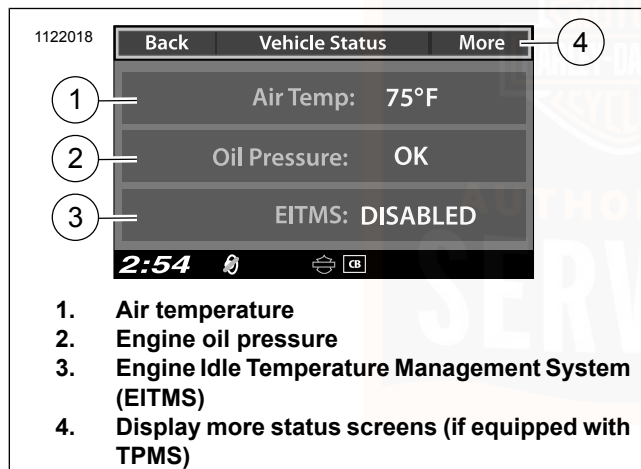 1122018
Back Vehicle Status More
4
1 Air Temp: 75°F
2 Oil Pressure: OK
3 EITMS: DISABLED
2:54 CB
1. Air temperature
2. Engine oil pressure
3. Engine Idle Temperature Management System
(EITMS)
4. Display more status screens (if equipped with
TPMS)
AUTHO
SERV